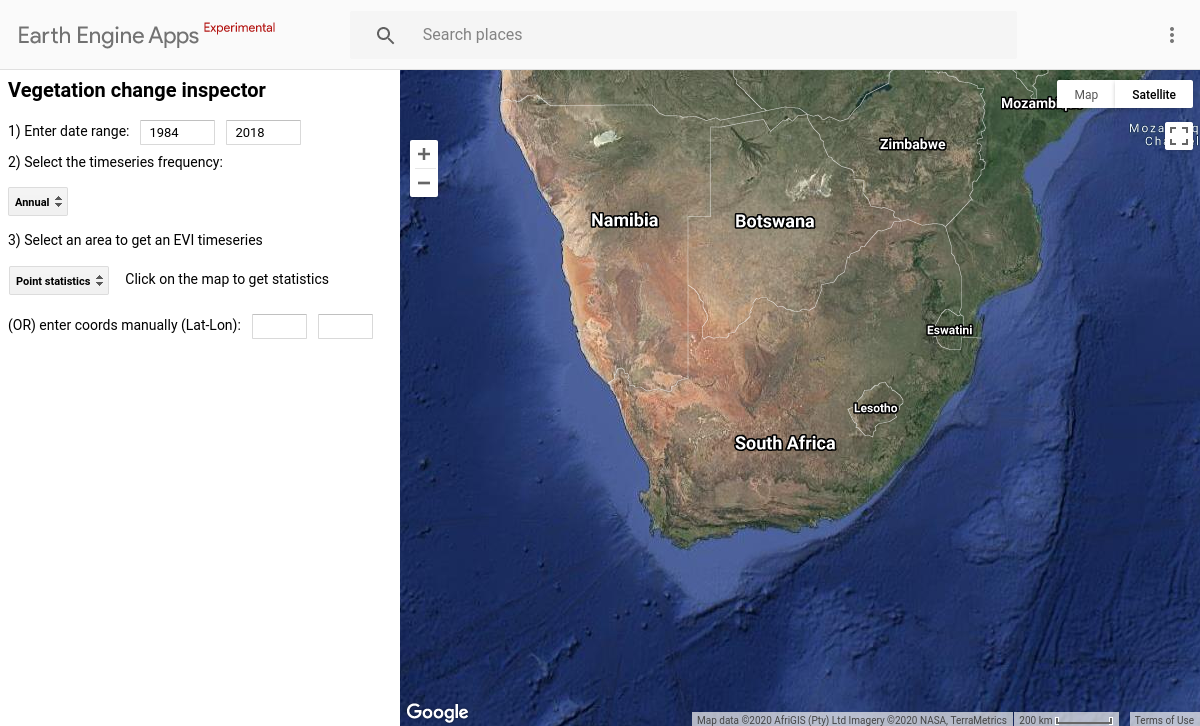 Earth Engine Apps Experimental
Search places
Vegetation change inspector
1) Enter date range: 1984 2018
2) Select the timeseries frequency:
Annual
3) Select an area to get an EVI timeseries
Point statistics Click on the map to get statistics
(OR) enter coords manually (Lat-Lon):
Map Satellite
Zimbabwe
Namibia
Botswana
Eswatini
Lesotho
South Africa
Google
Map data ©2020 AfriGIS (Pty) Ltd Imagery ©2020 NASA, TerraMetrics 200 km Terms of Use